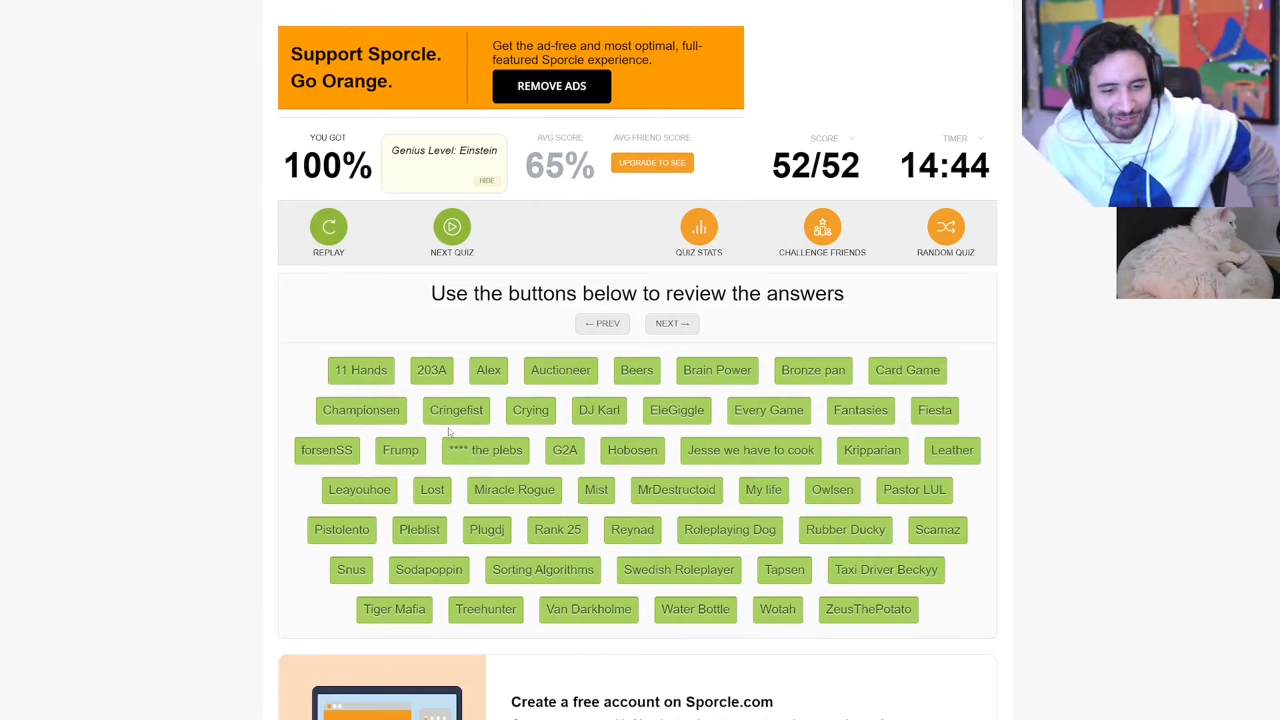 Support Sporcle.
Go Orange.
Get the ad-free and most optimal, full-
featured Sporcle experience.
REMOVE ADS
YOU GOT
100%
Genius Level: Einstein
HIDE
AVG SCORE
65%
AVG FRIEND SCORE
UPGRADE TO SEE
SCORE
52/52
TIMER
14:44
REPLAY
NEXT QUIZ
QUIZ STATS
CHALLENGE FRIENDS
RANDOM QUIZ
Use the buttons below to review the answers
← PREV NEXT →
11 Hands 203A Alex Auctioneer Beers Brain Power Bronze pan Card Game
Championsen Cringefist Crying DJ Karl EleGiggle Every Game Fantasies Fiesta
forsenSS Frump **** the plebs G2A Hobosen Jesse we have to cook Kripparian Leather
Leayouhoe Lost Miracle Rogue Mist MrDestructoid My life Owlsen Pastor LUL
Pistolento Pleblist Plugdj Rank 25 Reynad Roleplaying Dog Rubber Ducky Scamaz
Snus Sodapoppin Sorting Algorithms Swedish Roleplayer Tapsen Taxi Driver Beckyy
Tiger Mafia Treehunter Van Darkholme Water Bottle Wotah ZeusThePotato
Create a free account on Sporcle.com